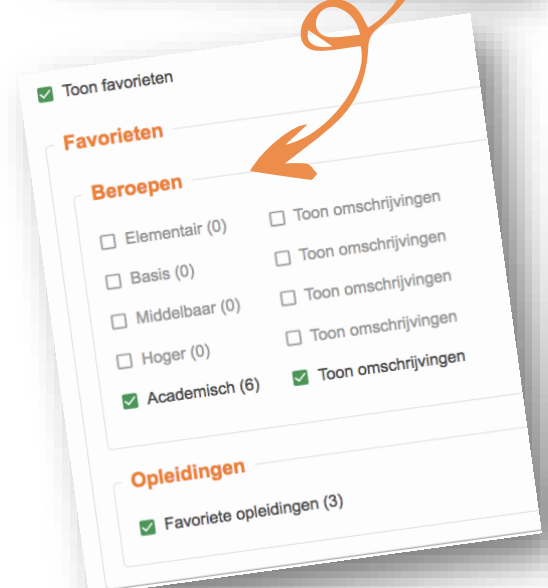 Toon favorieten
Favorieten
Beroepen
Elementair (0) Toon omschrijvingen
Basis (0) Toon omschrijvingen
Middelbaar (0) Toon omschrijvingen
Hoger (0) Toon omschrijvingen
Academisch (6) Toon omschrijvingen
Opleidingen
Favoriete opleidingen (3)